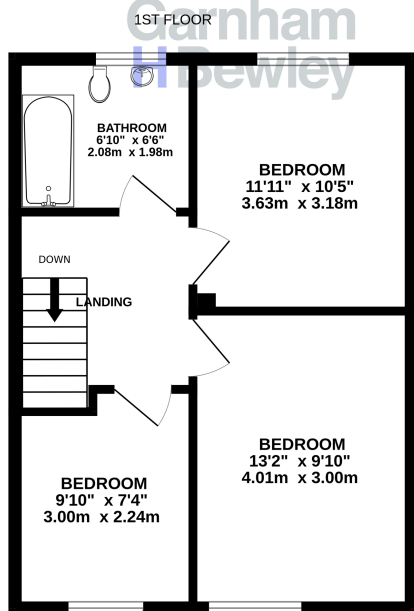 Garnham
H Bewley
1ST FLOOR
BATHROOM
6'10" x 6'6"
2.08m x 1.98m
BEDROOM
11'11" x 10'5"
3.63m x 3.18m
DOWN
LANDING
BEDROOM
13'2" x 9'10"
4.01m x 3.00m
BEDROOM
9'10" x 7'4"
3.00m x 2.24m